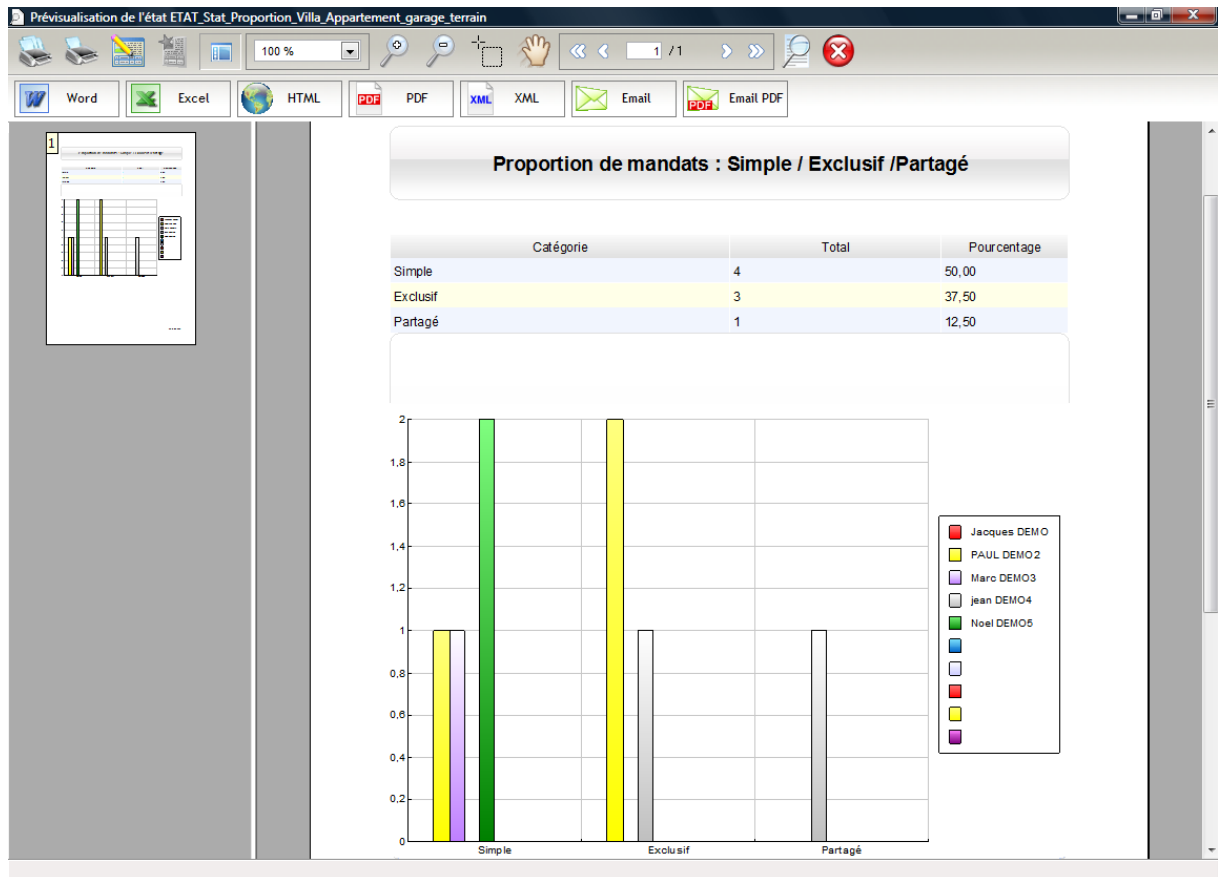 Prévisualisation de l'état ETAT_Stat_Proportion_Villa_Appartement_garage_terrain
100 % 1 / 1
W Word Excel HTML PDF PDF XML XML Email PDF Email PDF
1
Proportion de mandats : Simple / Exclusif /Partagé
Catégorie Total Pourcentage
Simple 4 50,00
Exclusif 3 37,50
Partagé 1 12,50
2
1,8
1,6
1,4
1,2
1
0,8
0,6
0,4
0,2
0
Simple Exclusif Partagé
Jacques DEMO
PAUL DEMO2
Marc DEMO3
jean DEMO4
Noel DEMO5